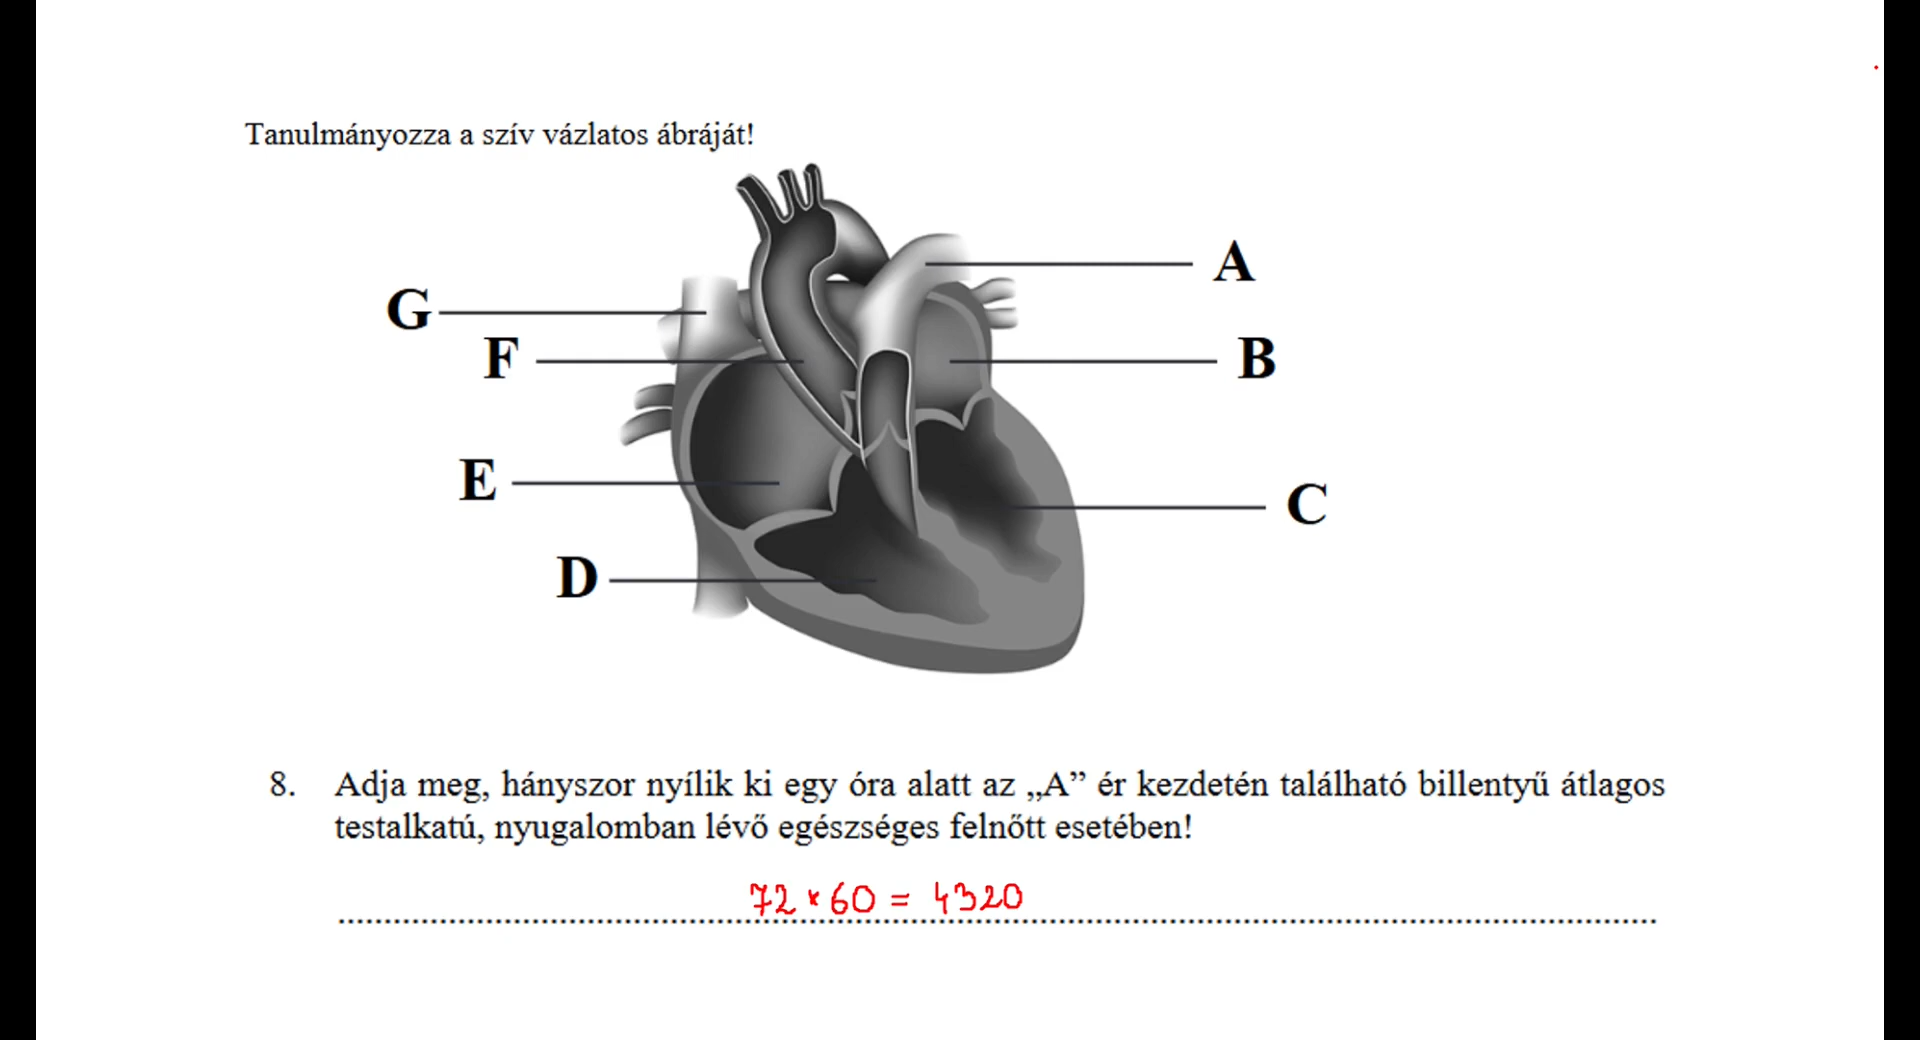 Tanulmányozza a szív vázlatos ábráját!
A
G
F
B
E
C
D
8. Adja meg, hányszor nyílik ki egy óra alatt az „A” ér kezdetén található billentyű átlagos
testalkatú, nyugalomban lévő egészséges felnőtt esetében!
72 × 60 = 4320